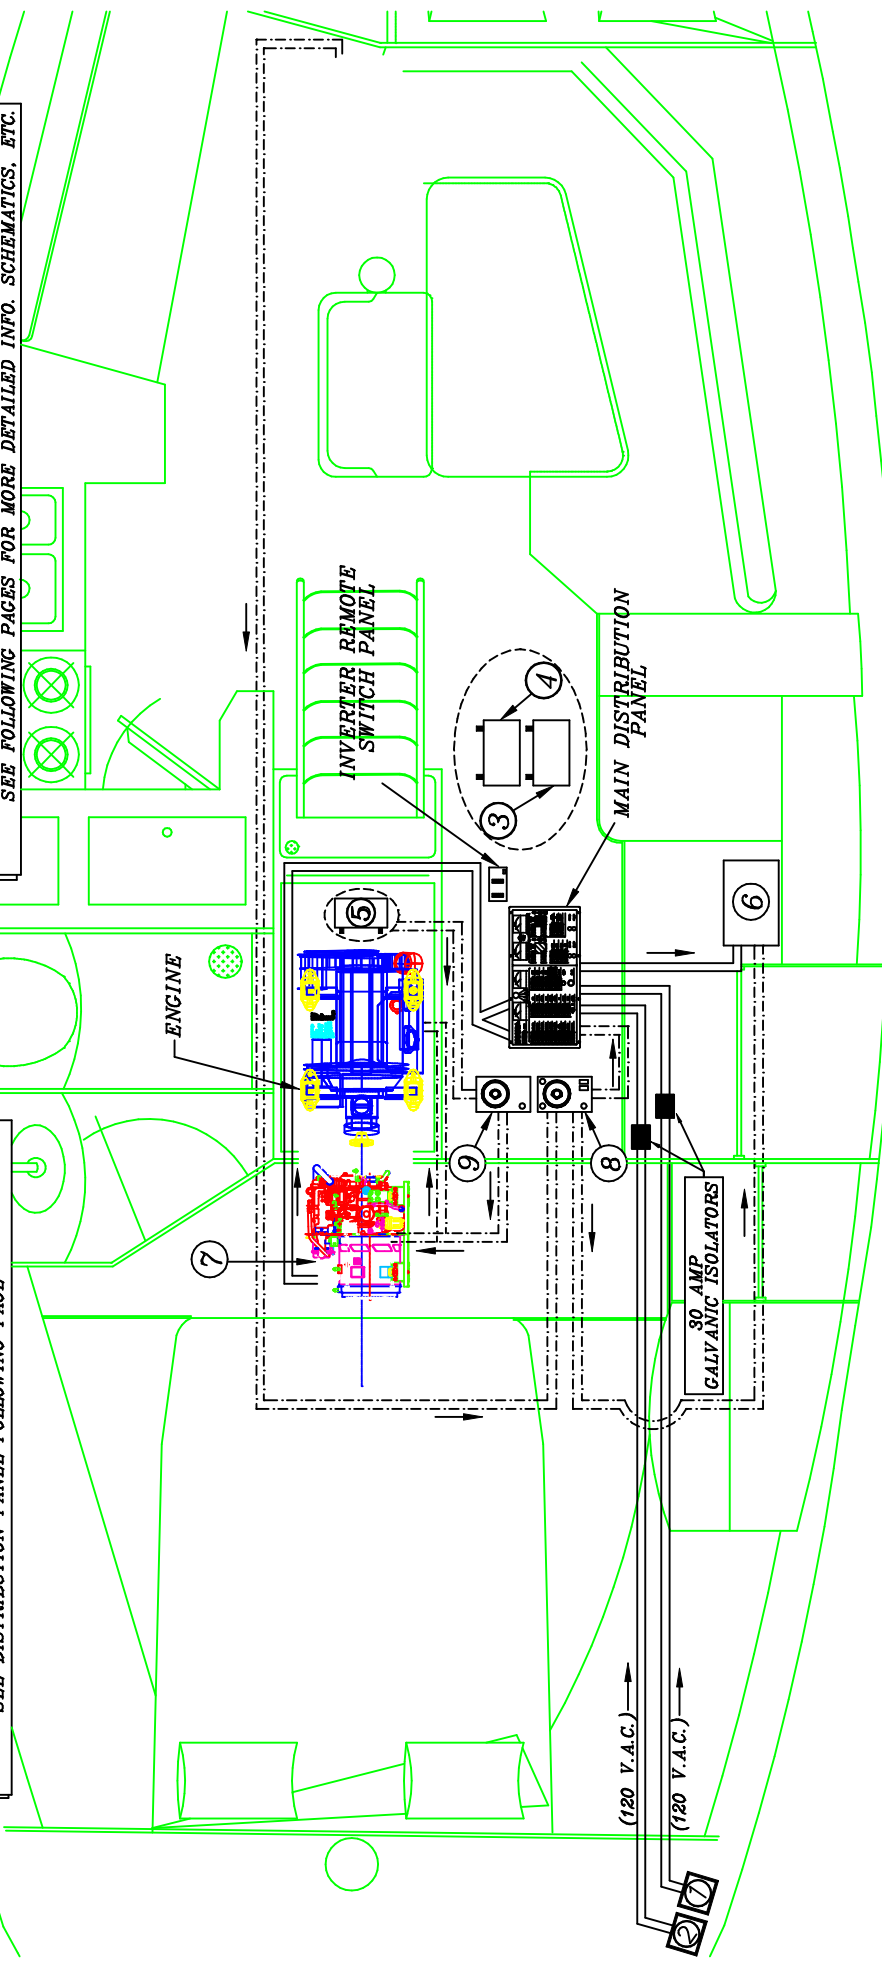 SEE FOLLOWING PAGES FOR MORE DETAILED INFO. SCHEMATICS, ETC.
ENGINE
INVERTER REMOTE
SWITCH PANEL
MAIN DISTRIBUTION
PANEL
3
4
5
6
7
9
8
30 AMP
GALVANIC ISOLATORS
(120 V.A.C.)
(120 V.A.C.)
2
1